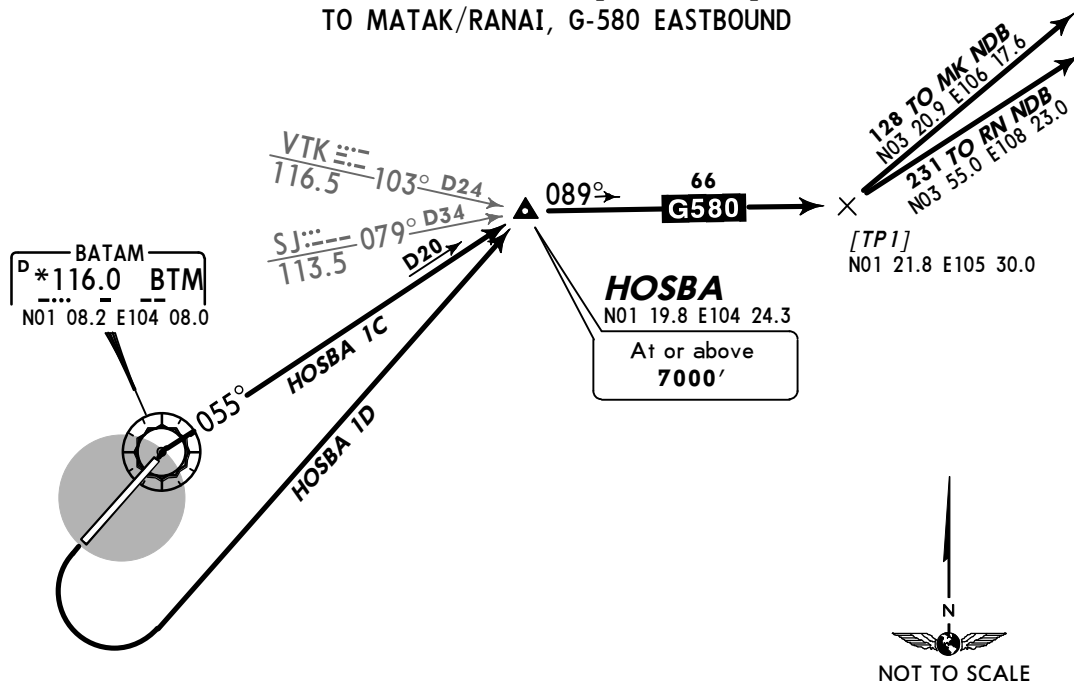 TO MATAK/RANAI, G-580 EASTBOUND
128 TO MK NDB
N03 20.9 E106 17.6
231 TO RN NDB
N03 55.0 E108 23.0
VTK
116.5
103° D24
SJ
113.5
079° D34
D20
089°
66
G580
[TP1]
N01 21.8 E105 30.0
BATAM
D *116.0 BTM
N01 08.2 E104 08.0
HOSBA
N01 19.8 E104 24.3
At or above
7000'
055°
HOSBA 1C
HOSBA 1D
N
NOT TO SCALE